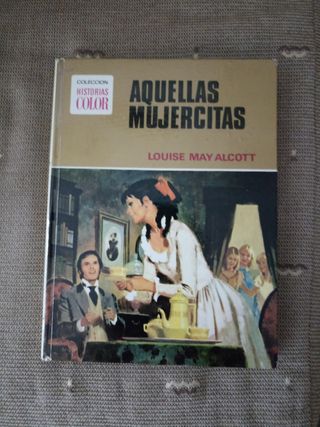 COLECCION
HISTORIAS
COLOR
AQUELLAS
MUJERCITAS
LOUISE MAY ALCOTT